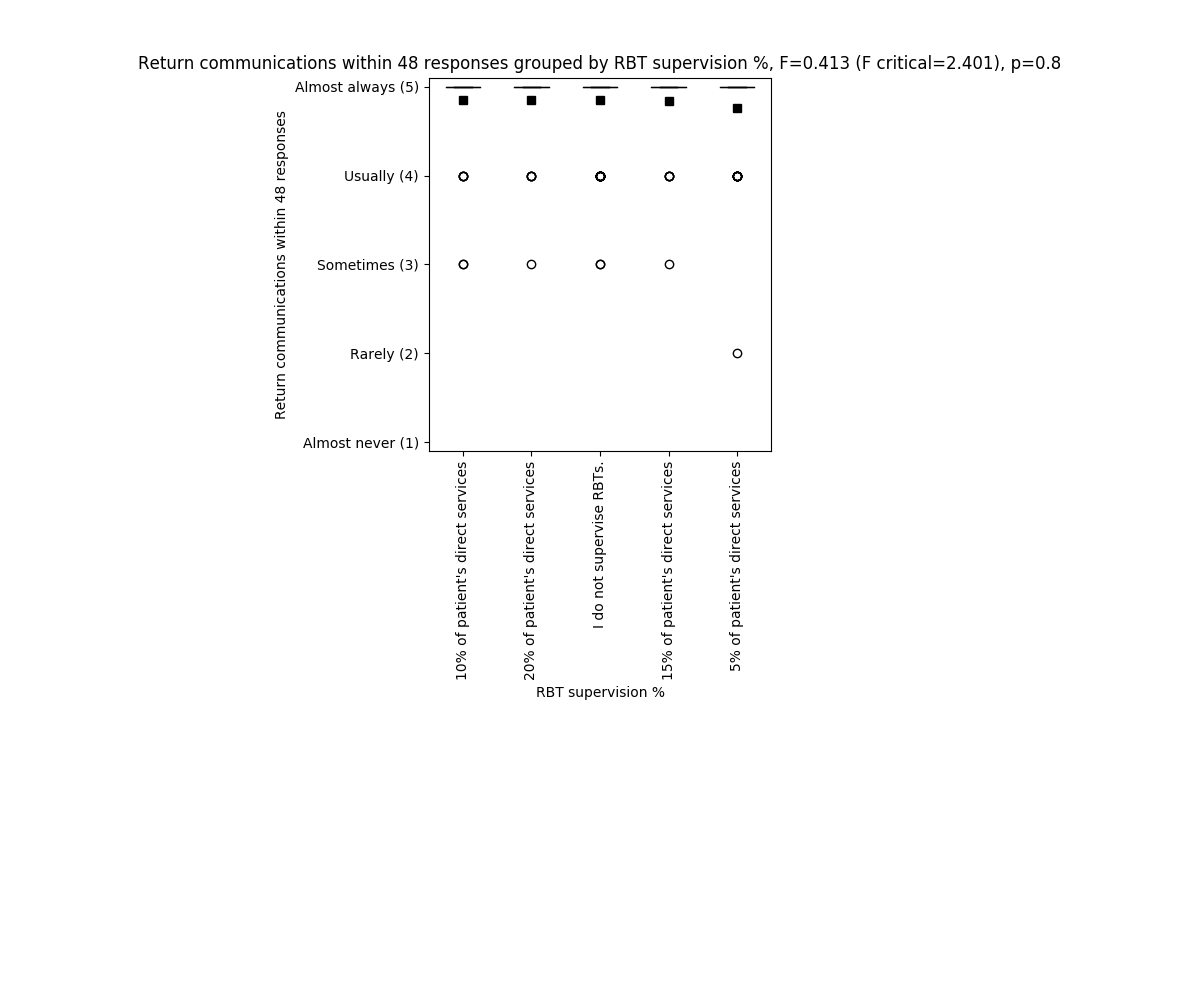 Return communications within 48 responses grouped by RBT supervision %, F=0.413 (F critical=2.401), p=0.8
Return communications within 48 responses
Almost always (5)
Usually (4)
Sometimes (3)
Rarely (2)
Almost never (1)
10% of patient's direct services
20% of patient's direct services
I do not supervise RBTs.
15% of patient's direct services
5% of patient's direct services
RBT supervision %